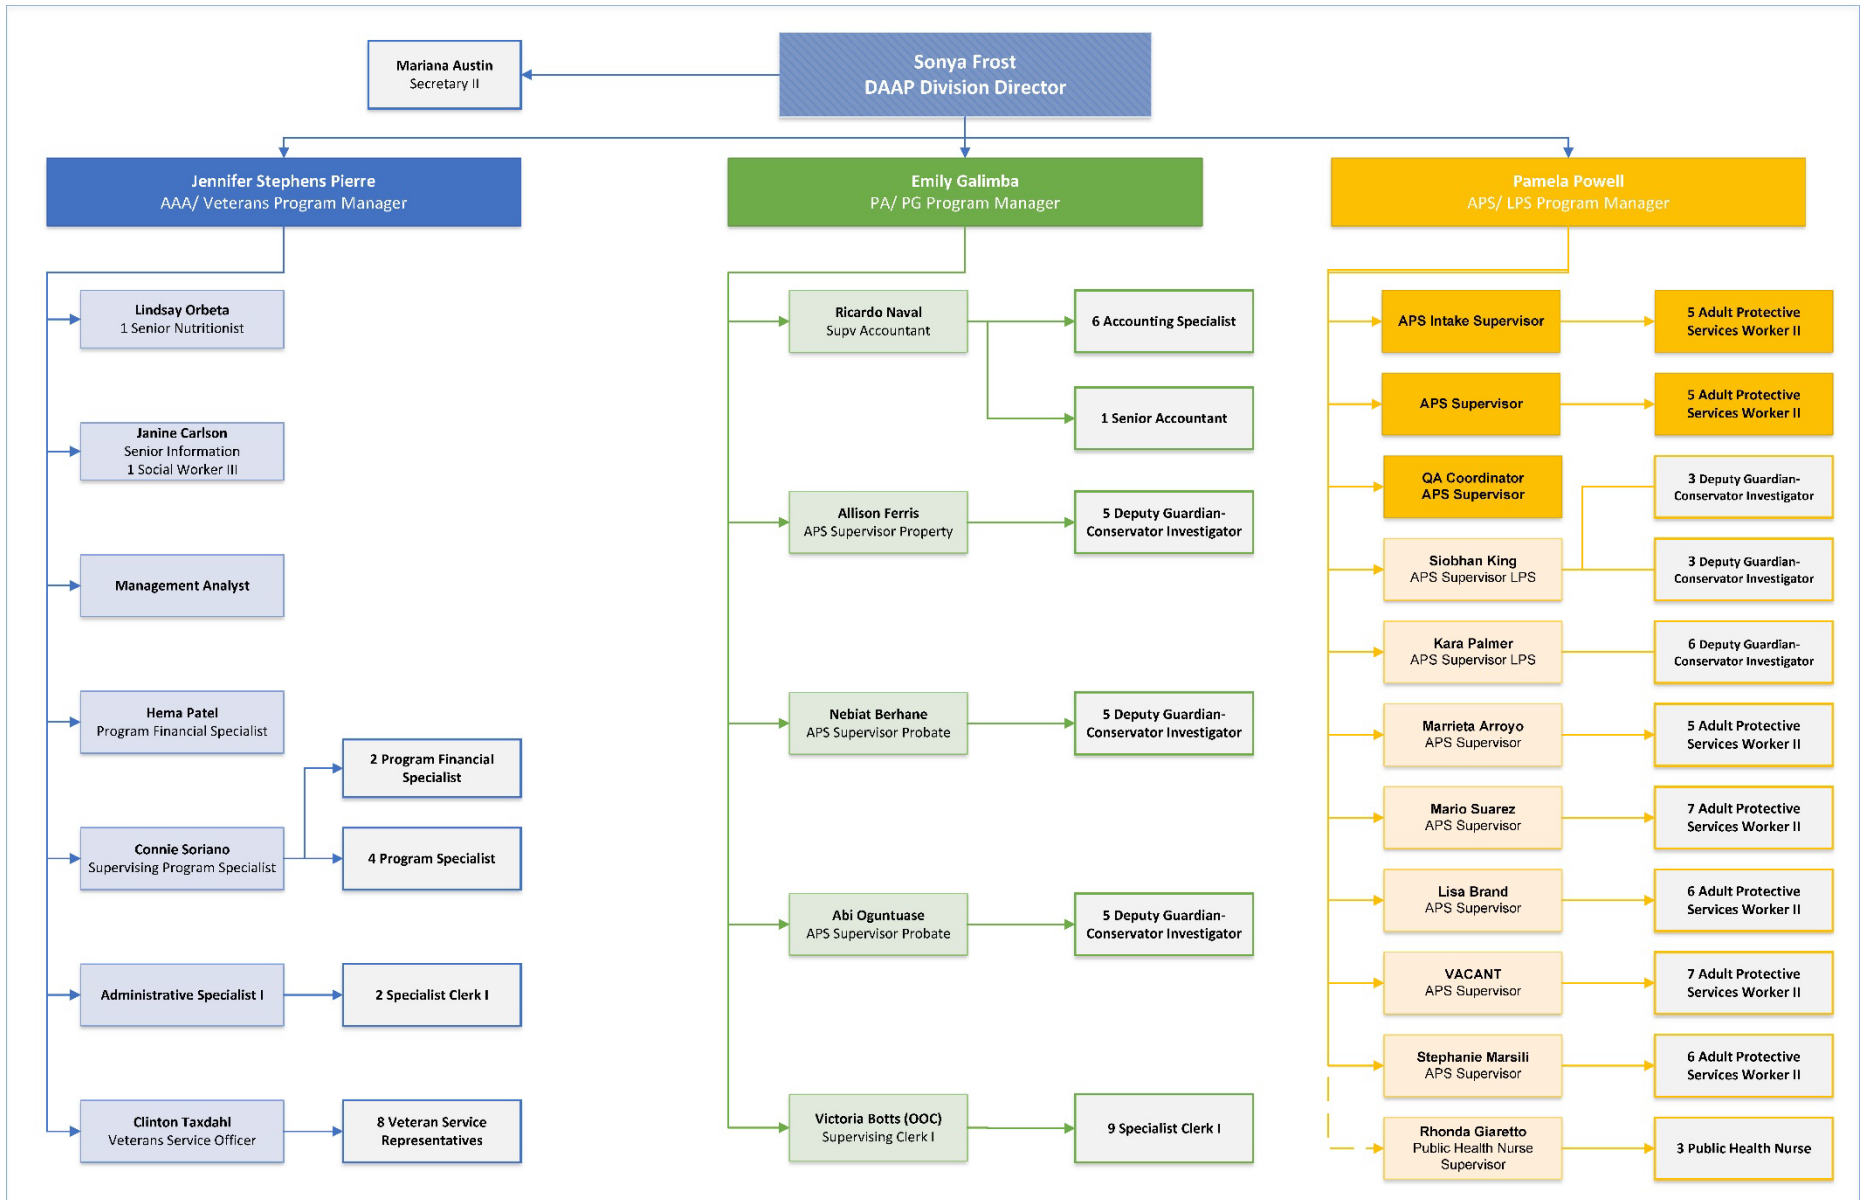 Mariana Austin
Secretary II
Sonya Frost
DAAP Division Director
Jennifer Stephens Pierre
AAA/ Veterans Program Manager
Lindsay Orbeta
1 Senior Nutritionist
Janine Carlson
Senior Information
1 Social Worker III
Management Analyst
Hema Patel
Program Financial Specialist
2 Program Financial
Specialist
Connie Soriano
Supervising Program Specialist
4 Program Specialist
Administrative Specialist I
2 Specialist Clerk I
Clinton Taxdahl
Veterans Service Officer
8 Veteran Service
Representatives
Emily Galimba
PA/ PG Program Manager
Ricardo Naval
Supv Accountant
6 Accounting Specialist
1 Senior Accountant
Allison Ferris
APS Supervisor Property
5 Deputy Guardian-
Conservator Investigator
Nebiat Berhane
APS Supervisor Probate
5 Deputy Guardian-
Conservator Investigator
Abi Oguntuase
APS Supervisor Probate
5 Deputy Guardian-
Conservator Investigator
Victoria Botts (OOC)
Supervising Clerk I
9 Specialist Clerk I
Pamela Powell
APS/ LPS Program Manager
APS Intake Supervisor
5 Adult Protective
Services Worker II
APS Supervisor
5 Adult Protective
Services Worker II
QA Coordinator
APS Supervisor
3 Deputy Guardian-
Conservator Investigator
Siobhan King
APS Supervisor LPS
3 Deputy Guardian-
Conservator Investigator
Kara Palmer
APS Supervisor LPS
6 Deputy Guardian-
Conservator Investigator
Marrieta Arroyo
APS Supervisor
5 Adult Protective
Services Worker II
Mario Suarez
APS Supervisor
7 Adult Protective
Services Worker II
Lisa Brand
APS Supervisor
6 Adult Protective
Services Worker II
VACANT
APS Supervisor
7 Adult Protective
Services Worker II
Stephanie Marsili
APS Supervisor
6 Adult Protective
Services Worker II
Rhonda Giaretto
Public Health Nurse
Supervisor
3 Public Health Nurse